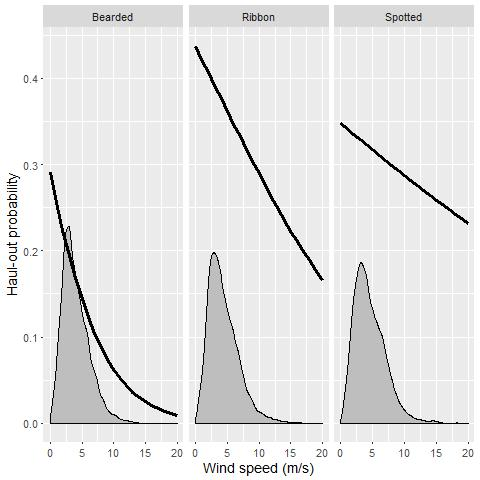 Bearded Ribbon Spotted
Haul-out probability
0.4
0.3
0.2
0.1
0.0
0 5 10 15 20 0 5 10 15 20 0 5 10 15 20
Wind speed (m/s)